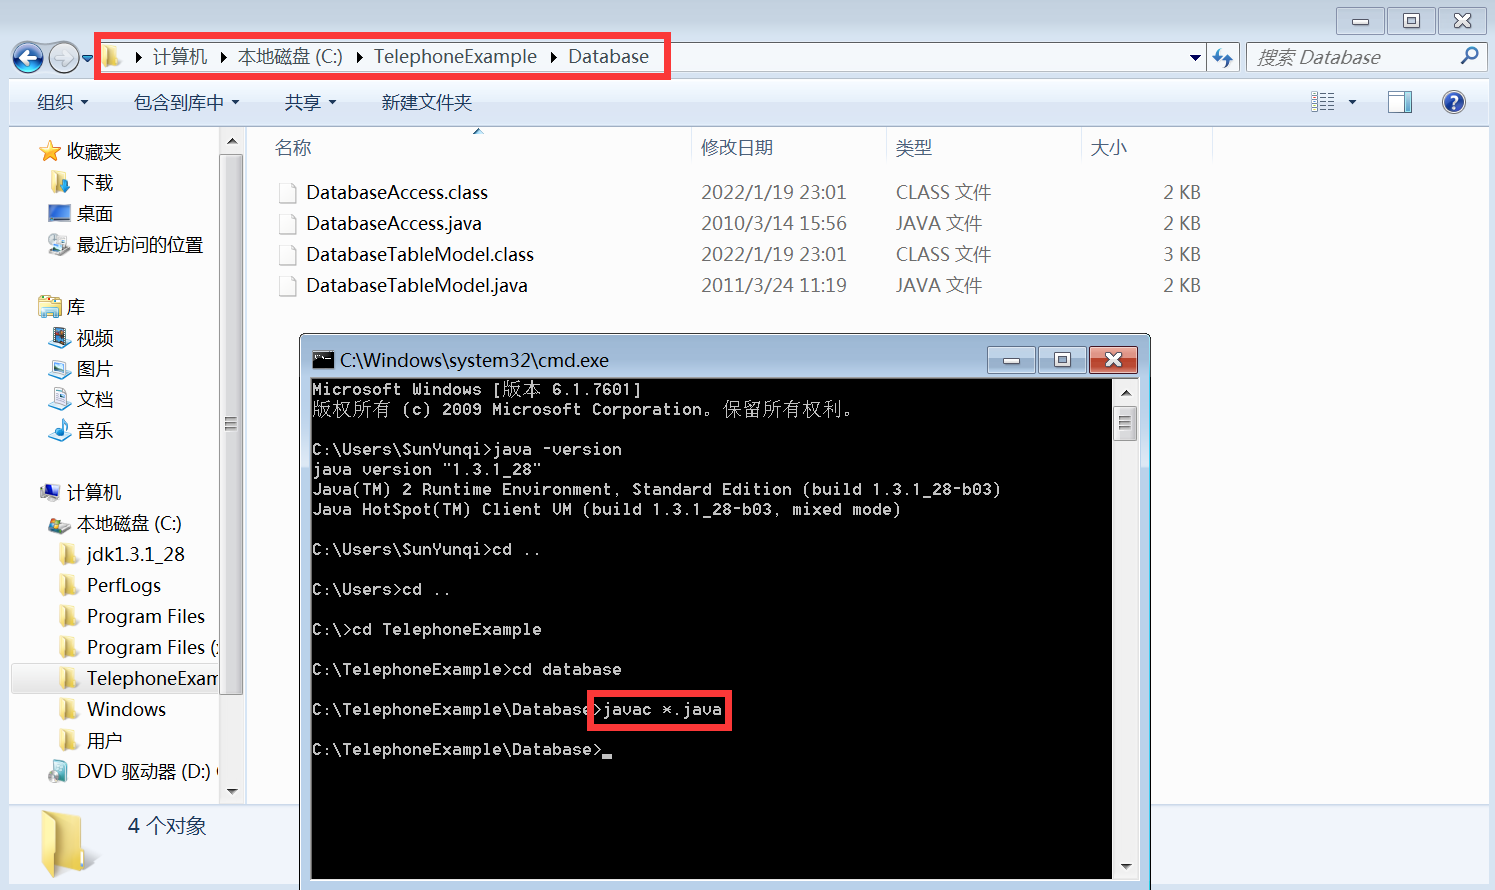 计算机 本地磁盘 (C:) TelephoneExample Database
搜索 Database
组织 包含到库中 共享 新建文件夹
名称 修改日期 类型 大小
DatabaseAccess.class 2022/1/19 23:01 CLASS 文件 2 KB
DatabaseAccess.java 2010/3/14 15:56 JAVA 文件 2 KB
DatabaseTableModel.class 2022/1/19 23:01 CLASS 文件 3 KB
DatabaseTableModel.java 2011/3/24 11:19 JAVA 文件 2 KB
收藏夹
下载
桌面
最近访问的位置
库
视频
图片
文档
音乐
计算机
本地磁盘 (C:)
jdk1.3.1_28
PerfLogs
Program Files
Program Files (
TelephoneExam
Windows
用户
DVD 驱动器 (D:)
4 个对象
C:\Windows\system32\cmd.exe
Microsoft Windows [版本 6.1.7601]
版权所有 (c) 2009 Microsoft Corporation。保留所有权利。
C:\Users\SunYunqi>java -version
java version "1.3.1_28"
Java(TM) 2 Runtime Environment, Standard Edition (build 1.3.1_28-b03)
Java HotSpot(TM) Client VM (build 1.3.1_28-b03, mixed mode)
C:\Users\SunYunqi>cd ..
C:\Users>cd ..
C:\>cd TelephoneExample
C:\TelephoneExample>cd database
C:\TelephoneExample\Database>javac *.java
C:\TelephoneExample\Database>